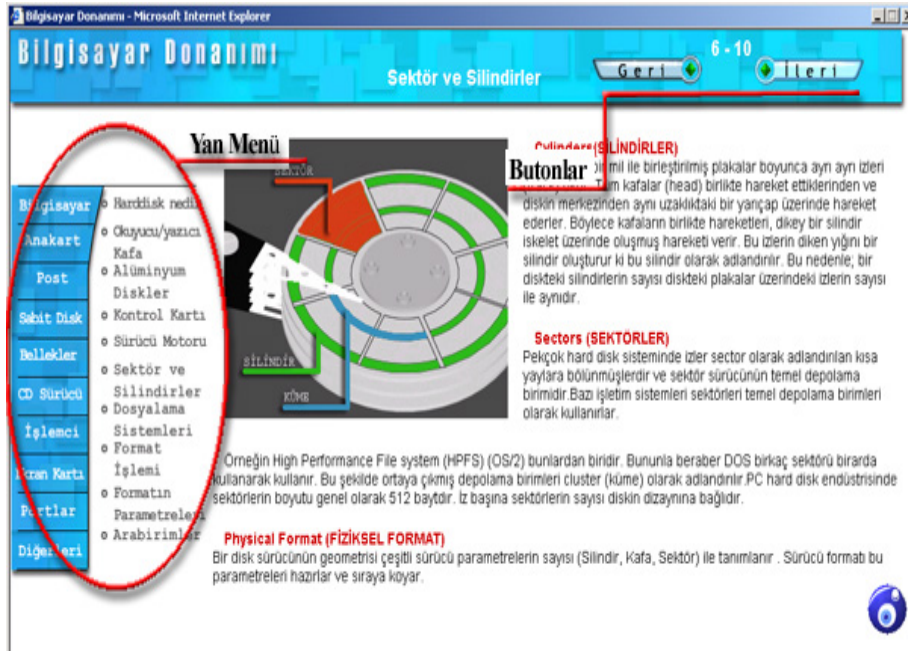 Bilgisayar Donanımı - Microsoft Internet Explorer
Bilgisayar Donanımı
Sektör ve Silindirler
6 - 10
Geri
İleri
Yan Menü
Butonlar
Bilgisayar
Anakart
Post
Sabit Disk
Bellekler
CD Sürücü
İşlemci
Ekran Kartı
Portlar
Diğerleri
Harddisk nedir
Okuyucu/yazıcı
Kafa
Alüminyum
Diskler
Kontrol Kartı
Sürücü Motoru
Sektör ve
Silindirler
Dosyalama
Sistemleri
Format
İşlemi
Formatın
Parametreleri
Arabirimler
SEKTÖR
SİLİNDİR
KÜME
Cylinders(SİLİNDİRLER)
mil ile birleştirilmiş plakalar boyunca ayrı ayrı izleri
Tüm kafalar (head) birlikte hareket ettiklerinden ve
diskin merkezinden aynı uzaklıktaki bir yarıçap üzerinde hareket
ederler. Böylece kafaların birlikte hareketleri, dikey bir silindir
iskelet üzerinde oluşmuş hareketi verir. Bu izlerin diken yığını bir
silindir oluşturur ki bu silindir olarak adlandırılır. Bu nedenle; bir
diskteki silindirlerin sayısı diskteki plakalar üzerindeki izlerin sayısı
ile aynıdır.
Sectors (SEKTÖRLER)
Pekçok hard disk sisteminde izler sector olarak adlandırılan kısa
yaylara bölünmüşlerdir ve sektör sürücünün temel depolama
birimidir.Bazı işletim sistemleri sektörleri temel depolama birimleri
olarak kullanırlar.
Örneğin High Performance File system (HPFS) (OS/2) bunlardan biridir. Bununla beraber DOS birkaç sektörü birarda
kullanarak kullanır. Bu şekilde ortaya çıkmış depolama birimleri cluster (küme) olarak adlandırılır.PC hard disk endüstrisinde
sektörlerin boyutu genel olarak 512 baytdır. İz başına sektörlerin sayısı diskin dizaynına bağlıdır.
Physical Format (FİZİKSEL FORMAT)
Bir disk sürücünün geometrisi çeşitli sürücü parametrelerin sayısı (Silindir, Kafa, Sektör) ile tanımlanır . Sürücü formatı bu
parametreleri hazırlar ve sıraya koyar.